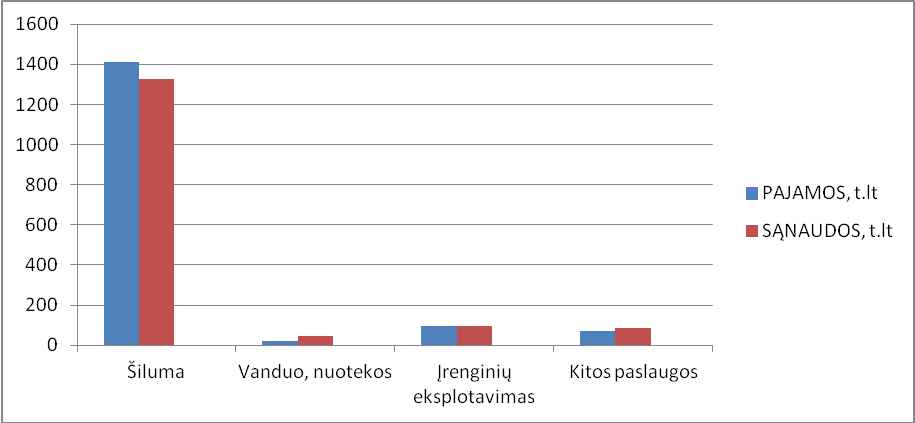 1600
1400
1200
1000
800
600
400
200
0
Šiluma
Vanduo, nuotekos
Įrenginių
eksplotavimas
Kitos paslaugos
PAJAMOS, t.lt
SĄNAUDOS, t.lt